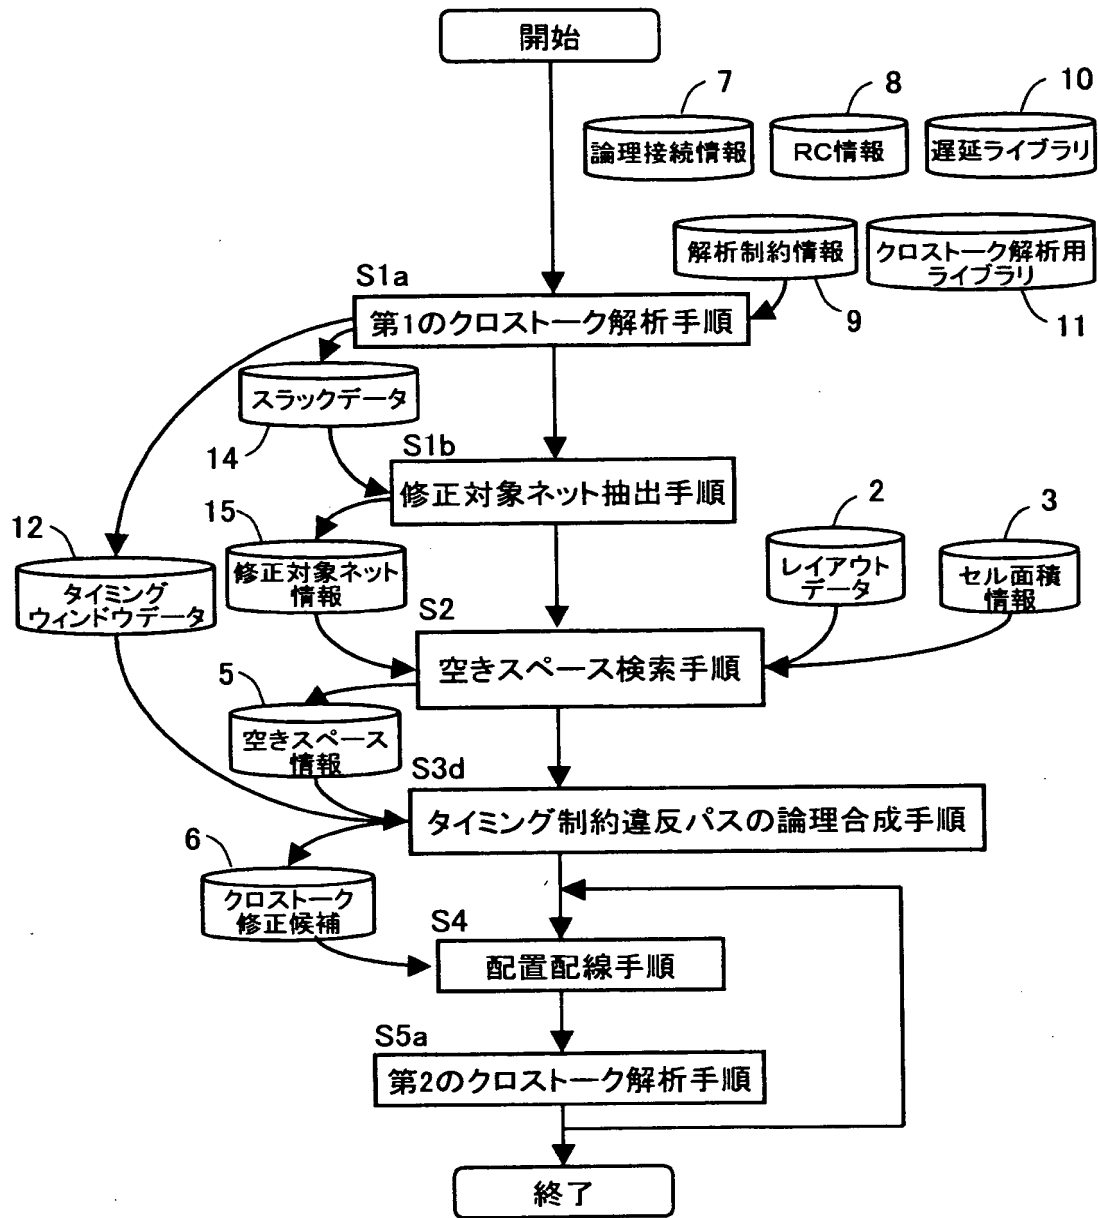 開始
7
8
10
論理接続情報
RC情報
遅延ライブラリ
解析制約情報
クロストーク解析用
ライブラリ
9
11
S1a
第1のクロストーク解析手順
スラックデータ
14
S1b
修正対象ネット抽出手順
12
15
2
3
タイミング
ウィンドウデータ
修正対象ネット
情報
レイアウト
データ
セル面積
情報
S2
空きスペース検索手順
5
空きスペース
情報
S3d
タイミング制約違反パスの論理合成手順
6
クロストーク
修正候補
S4
配置配線手順
S5a
第2のクロストーク解析手順
終了